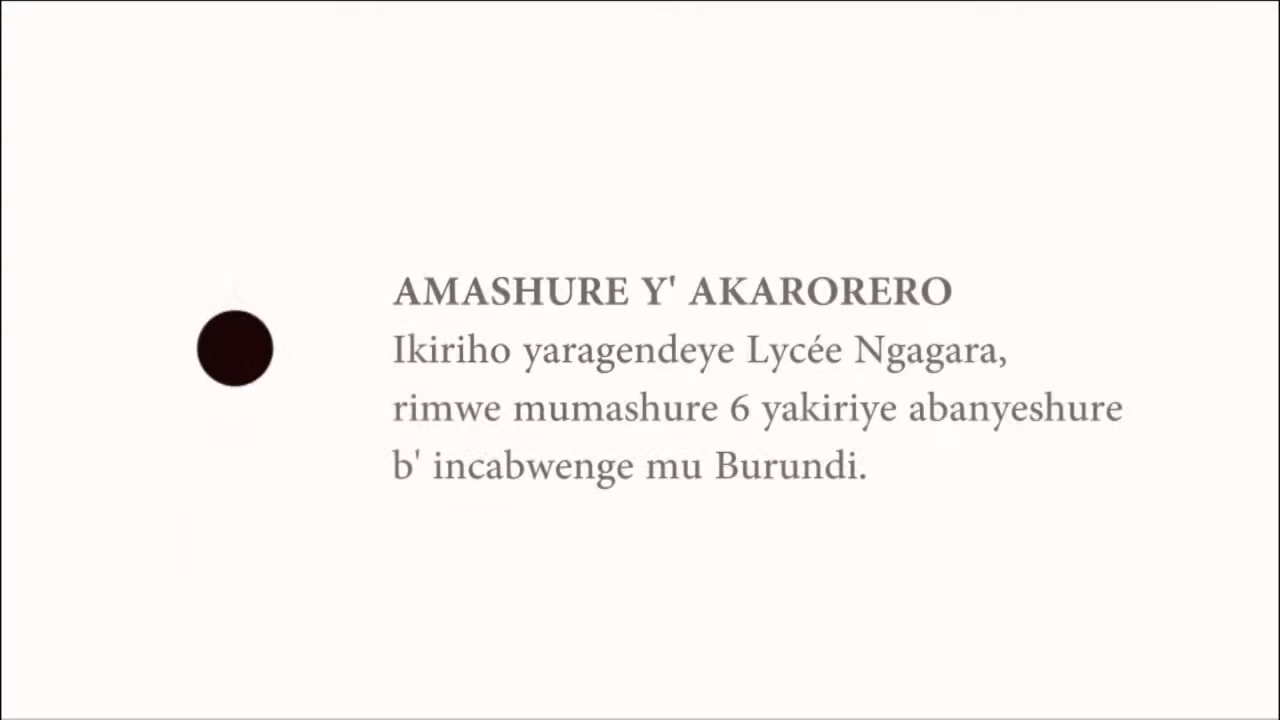 AMASHURE Y' AKARORERO
Ikiriho yaragendeye Lycée Ngagara,
rimwe mumashure 6 yakiriye abanyeshure
b' incabwenge mu Burundi.